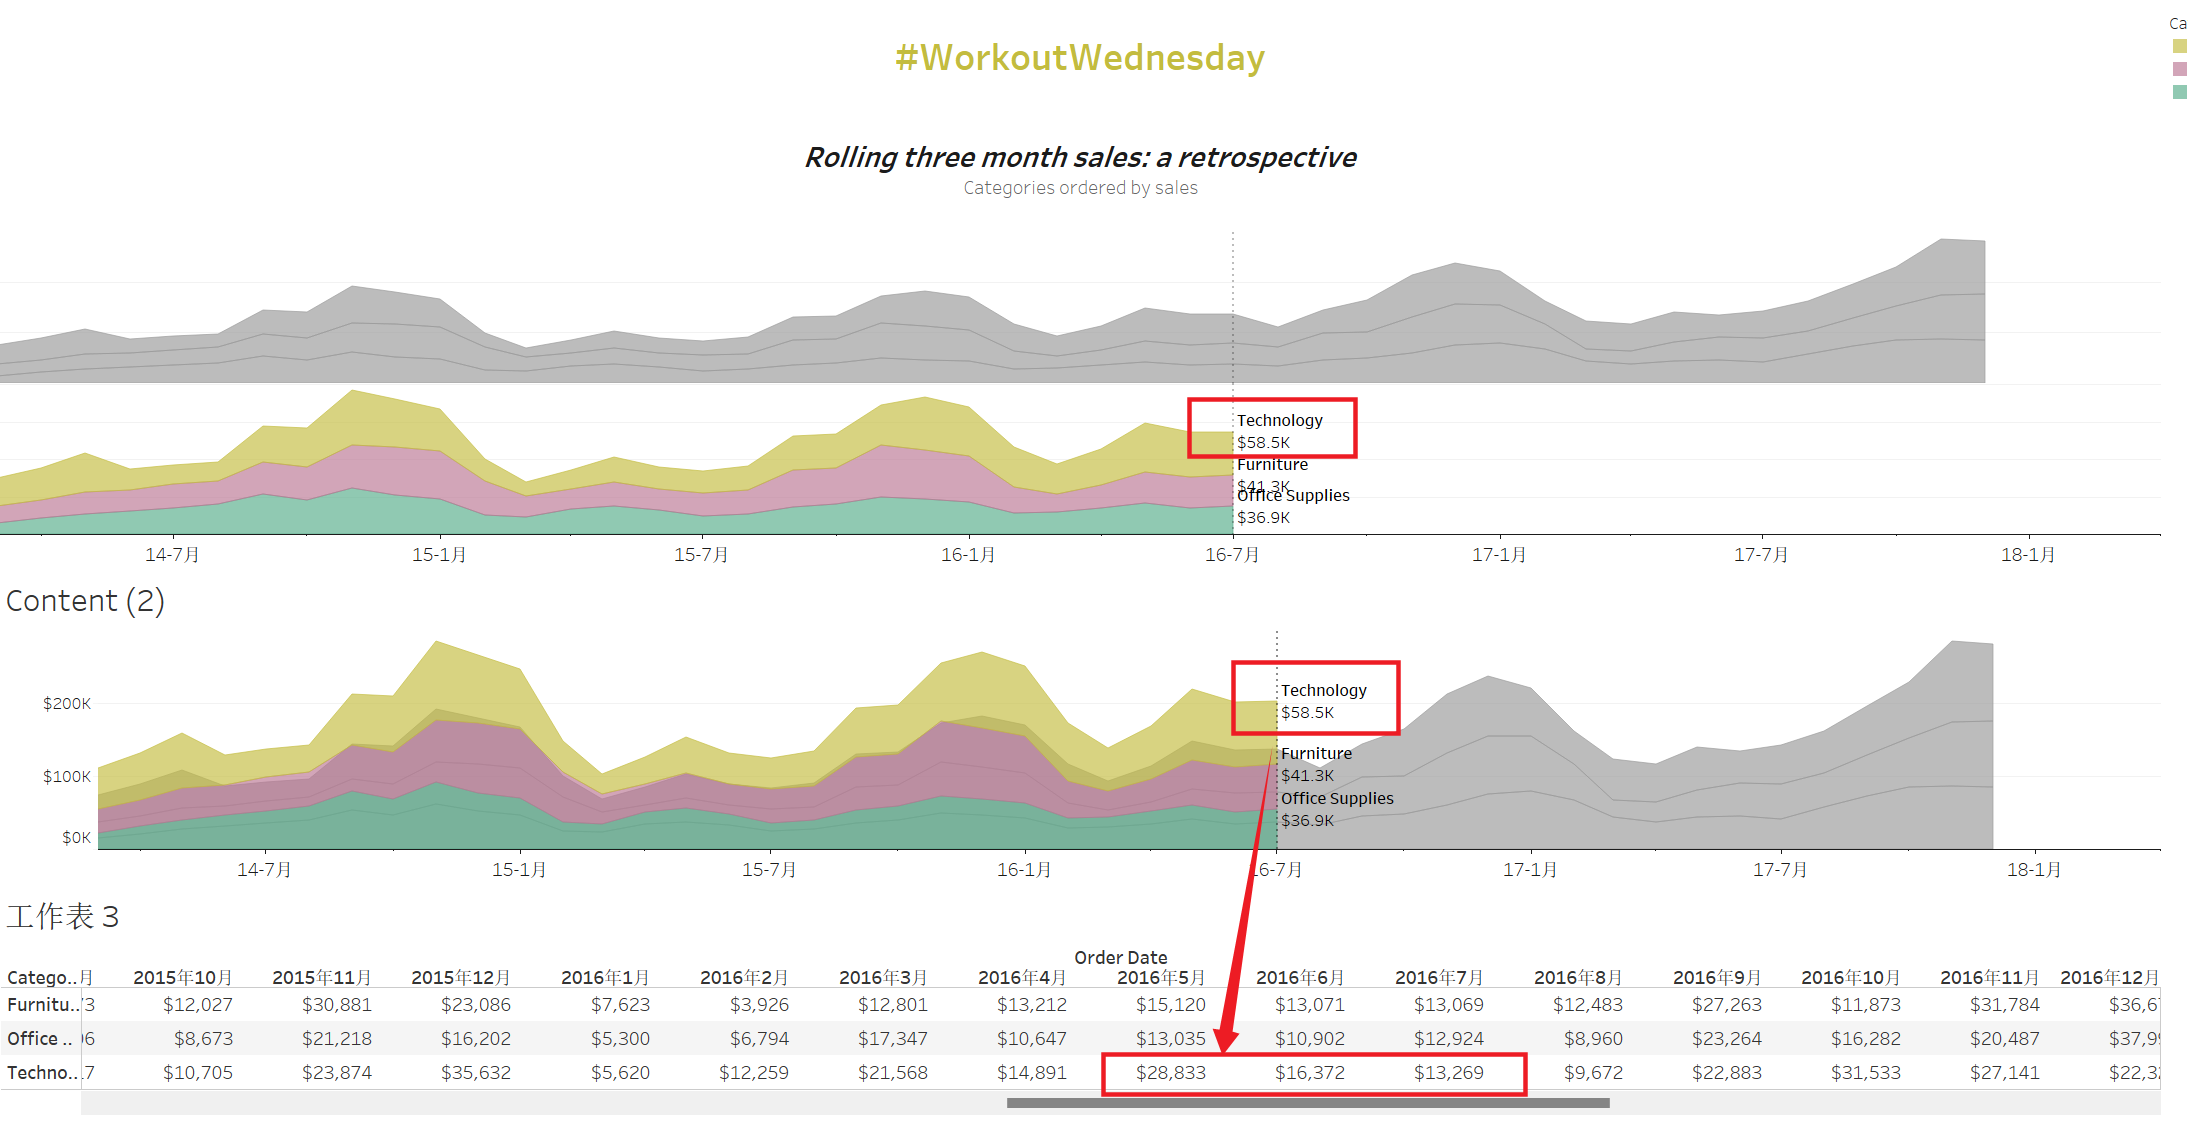 #WorkoutWednesday
Ca
Rolling three month sales: a retrospective
Categories ordered by sales
Technology
$58.5K
Furniture
$41.3K
Office Supplies
$36.9K
14-7月 15-1月 15-7月 16-1月 16-7月 17-1月 17-7月 18-1月
Content (2)
$200K
$100K
$0K
Technology
$58.5K
Furniture
$41.3K
Office Supplies
$36.9K
14-7月 15-1月 15-7月 16-1月 16-7月 17-1月 17-7月 18-1月
工作表 3
Order Date
Catego.. 月 2015年10月 2015年11月 2015年12月 2016年1月 2016年2月 2016年3月 2016年4月 2016年5月 2016年6月 2016年7月 2016年8月 2016年9月 2016年10月 2016年11月 2016年12月
Furnitu.. 3 $12,027 $30,881 $23,086 $7,623 $3,926 $12,801 $13,212 $15,120 $13,071 $13,069 $12,483 $27,263 $11,873 $31,784 $36,6
Office .. 6 $8,673 $21,218 $16,202 $5,300 $6,794 $17,347 $10,647 $13,035 $10,902 $12,924 $8,960 $23,264 $16,282 $20,487 $37,9
Techno.. 7 $10,705 $23,874 $35,632 $5,620 $12,259 $21,568 $14,891 $28,833 $16,372 $13,269 $9,672 $22,883 $31,533 $27,141 $22,3